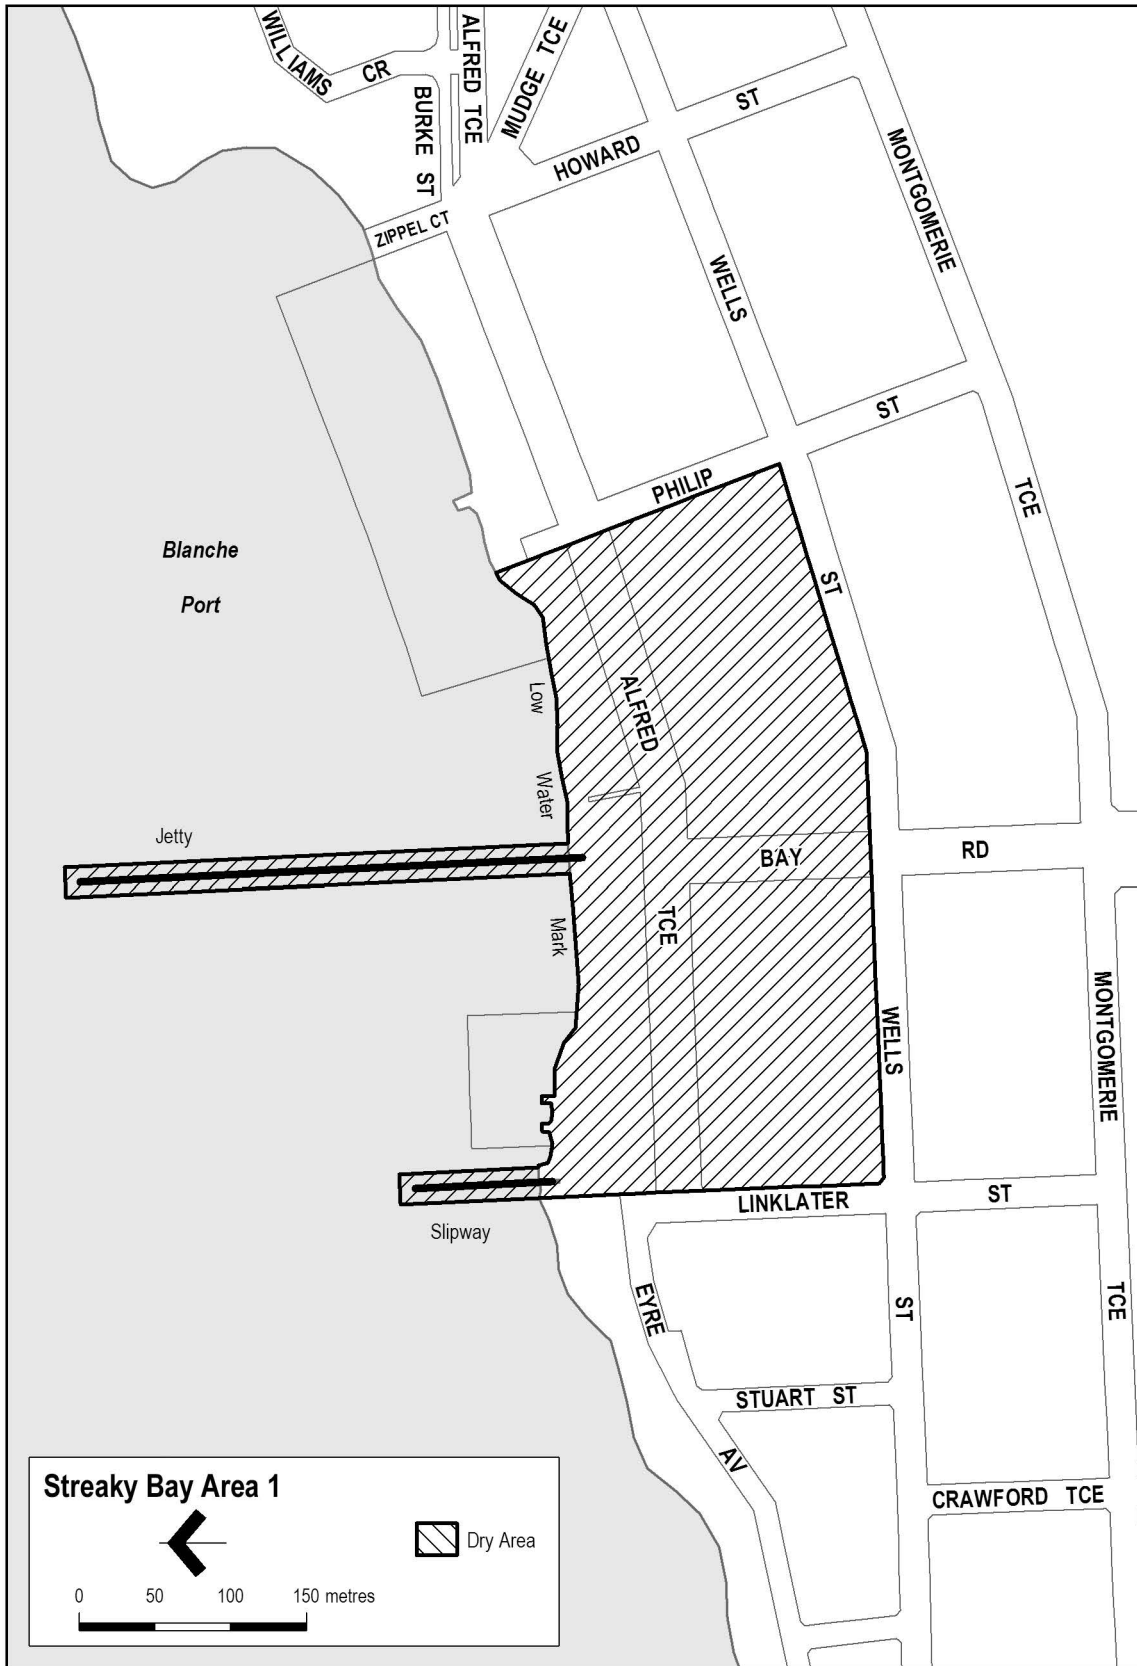 WILLIAMS
CR
ALFRED TCE
MUDGE TCE
BURKE ST
HOWARD
ST
MONTGOMERIE
ZIPPEL CT
WELLS
ST
PHILIP
TCE
Blanche
Port
ST
Low
ALFRED
Water
Jetty
BAY
RD
Mark
TCE
WELLS
MONTGOMERIE
LINKLATER
ST
Slipway
EYRE
ST
TCE
STUART ST
AV
CRAWFORD TCE
Streaky Bay Area 1
Dry Area
0 50 100 150 metres